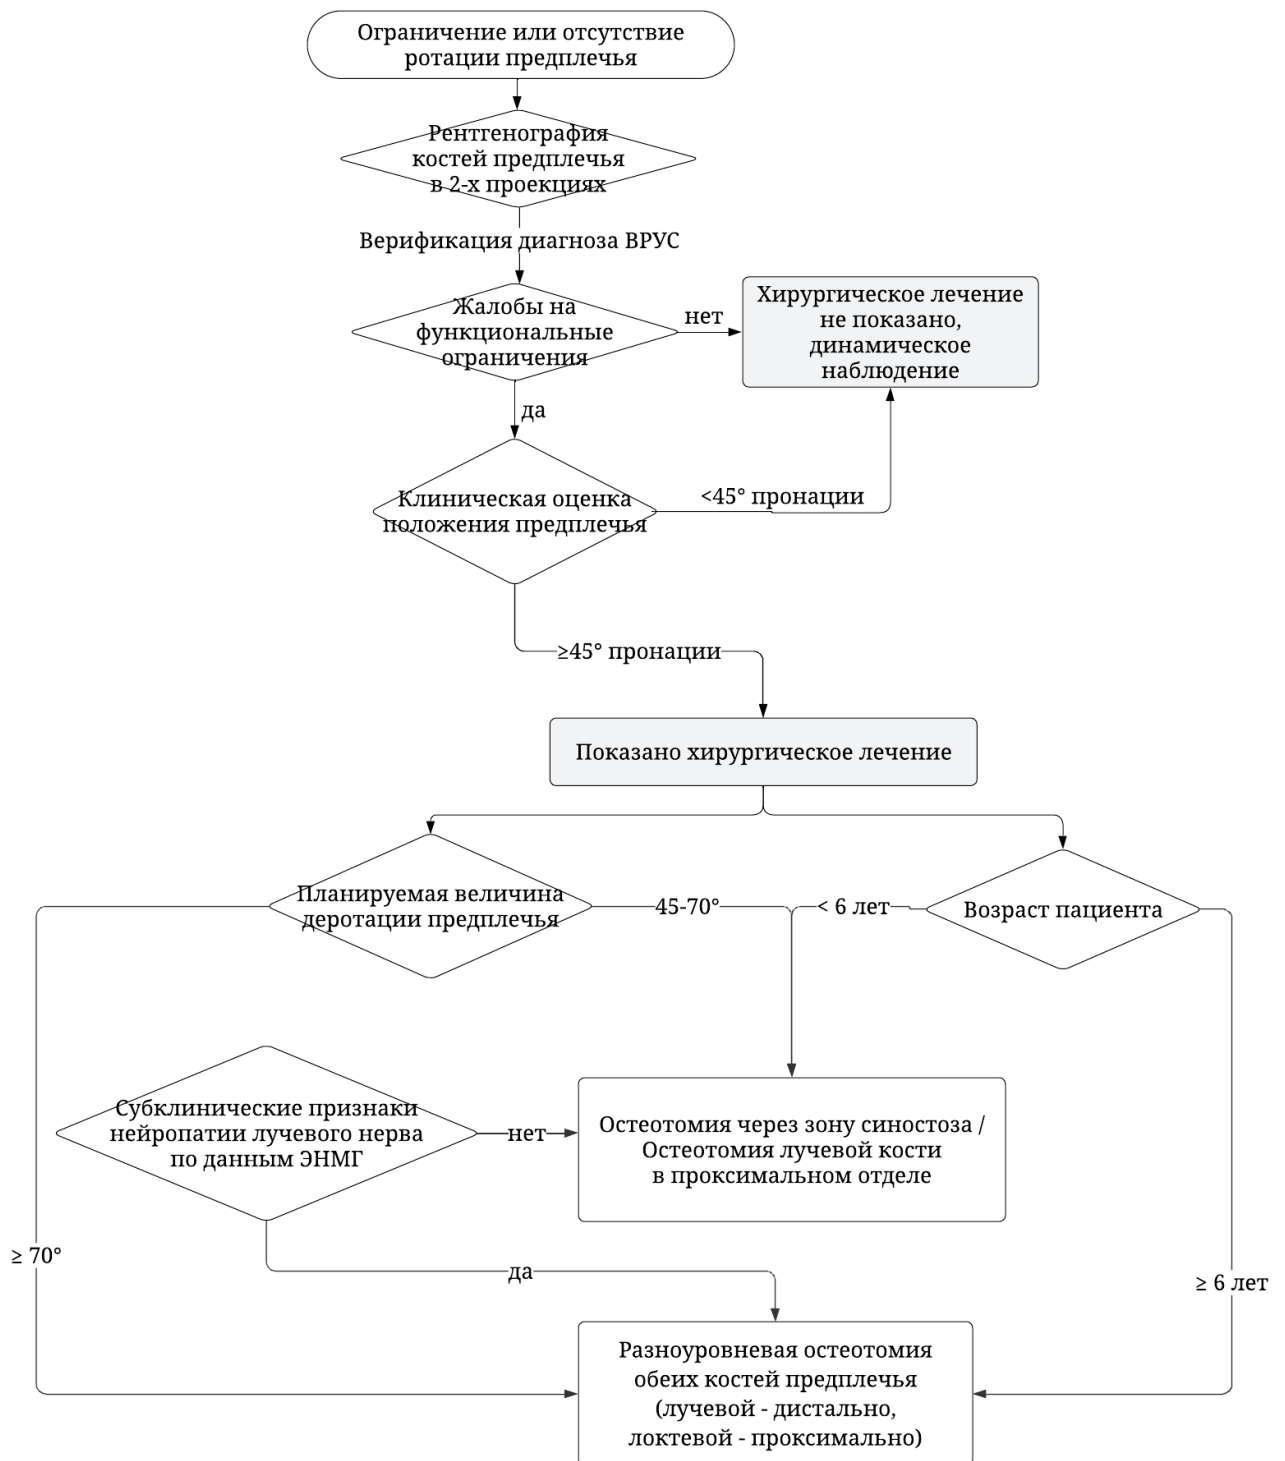 Ограничение или отсутствие
ротации предплечья
Рентгенография
костей предплечья
в 2-х проекциях
Верификация диагноза ВРУС
Жалобы на
функциональные
ограничения
нет
Хирургическое лечение
не показано,
динамическое
наблюдение
да
Клиническая оценка
положения предплечья
<45° пронации
≥45° пронации
Показано хирургическое лечение
Планируемая величина
деротации предплечья
45-70°
< 6 лет
Возраст пациента
Субклинические признаки
нейропатии лучевого нерва
по данным ЭНМГ
нет
Остеотомия через зону синостоза /
Остеотомия лучевой кости
в проксимальном отделе
≥ 70°
да
≥ 6 лет
Разноуровневая остеотомия
обеих костей предплечья
(лучевой - дистально,
локтевой - проксимально)